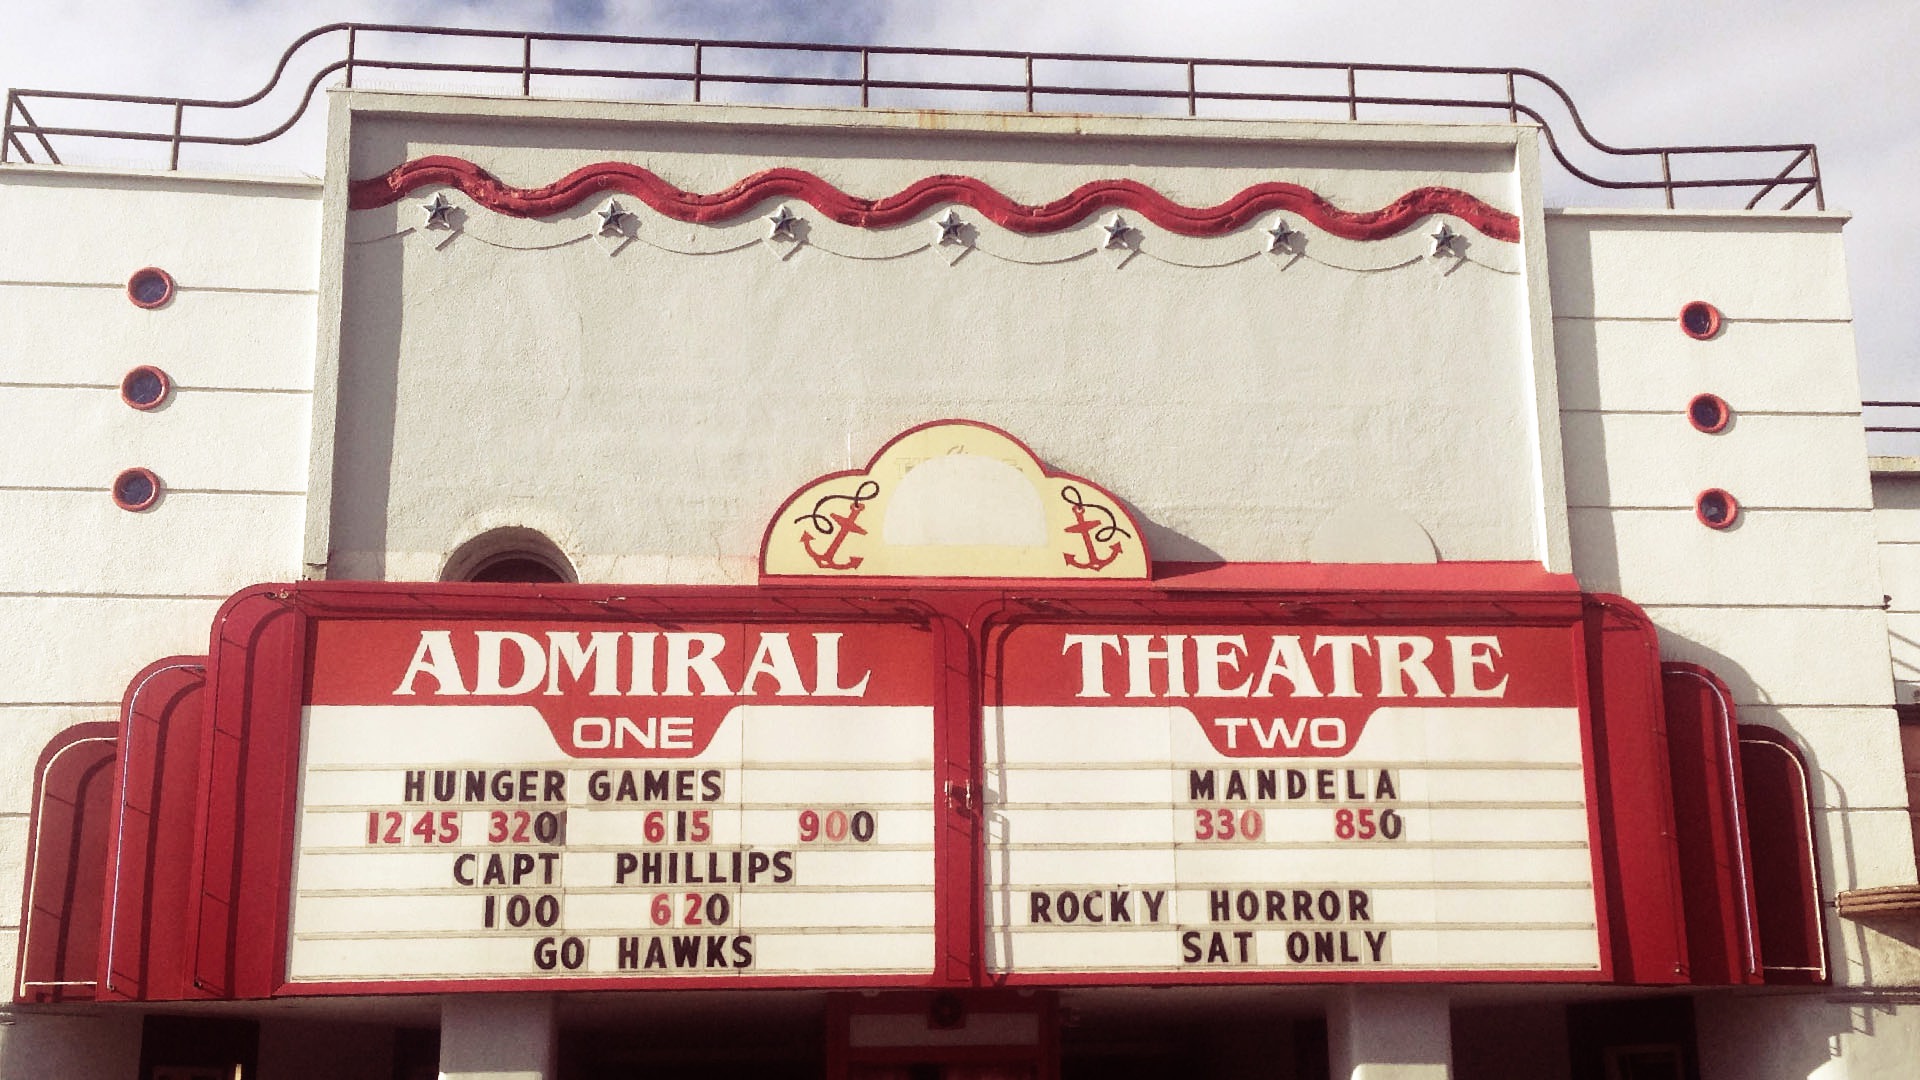 ADMIRAL
ONE
HUNGER GAMES
1245 320 615 900
CAPT PHILLIPS
100 620
GO HAWKS
THEATRE
TWO
MANDELA
330 850
ROCKY HORROR
SAT ONLY